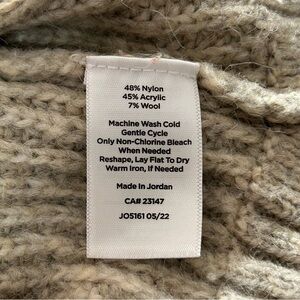 48% Nylon
45% Acrylic
7% Wool
Machine Wash Cold
Gentle Cycle
Only Non-Chlorine Bleach
When Needed
Reshape, Lay Flat To Dry
Warm Iron, If Needed
Made In Jordan
CA# 23147
JO5161 05/22